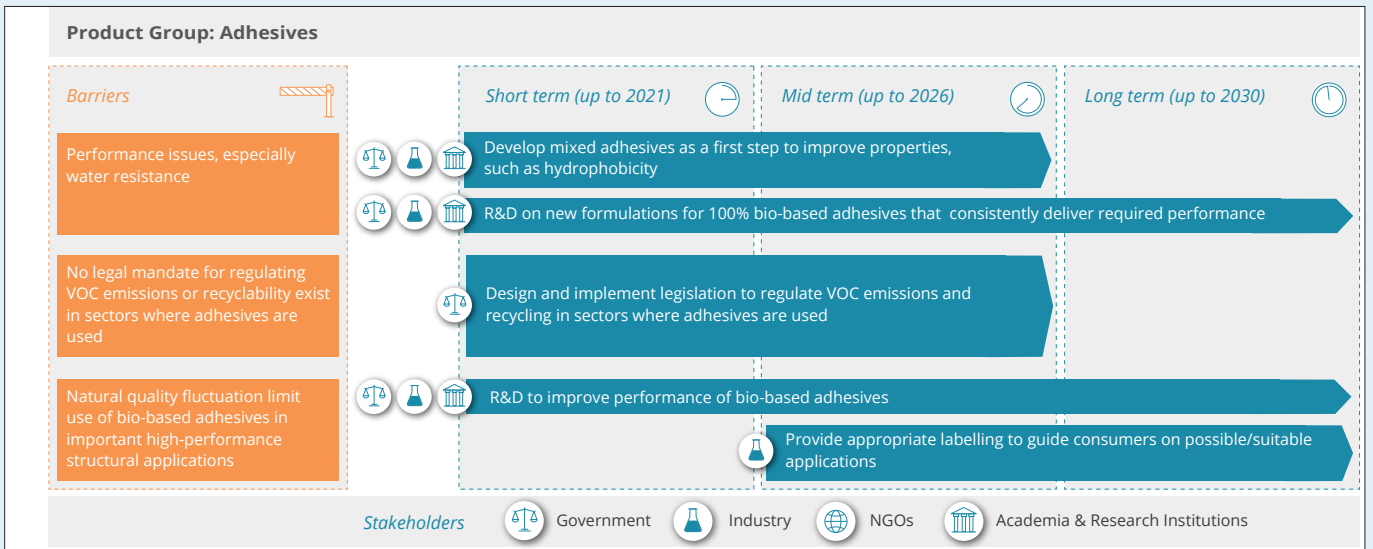 Product Group: Adhesives
Barriers
Short term (up to 2021)
Mid term (up to 2026)
Long term (up to 2030)
Performance issues, especially
water resistance
Develop mixed adhesives as a first step to improve properties,
such as hydrophobicity
R&D on new formulations for 100% bio-based adhesives that consistently deliver required performance
No legal mandate for regulating
VOC emissions or recyclability exist
in sectors where adhesives are
used
Design and implement legislation to regulate VOC emissions and
recycling in sectors where adhesives are used
Natural quality fluctuation limit
use of bio-based adhesives in
important high-performance
structural applications
R&D to improve performance of bio-based adhesives
Provide appropriate labelling to guide consumers on possible/suitable
applications
Stakeholders
Government
Industry
NGOs
Academia & Research Institutions